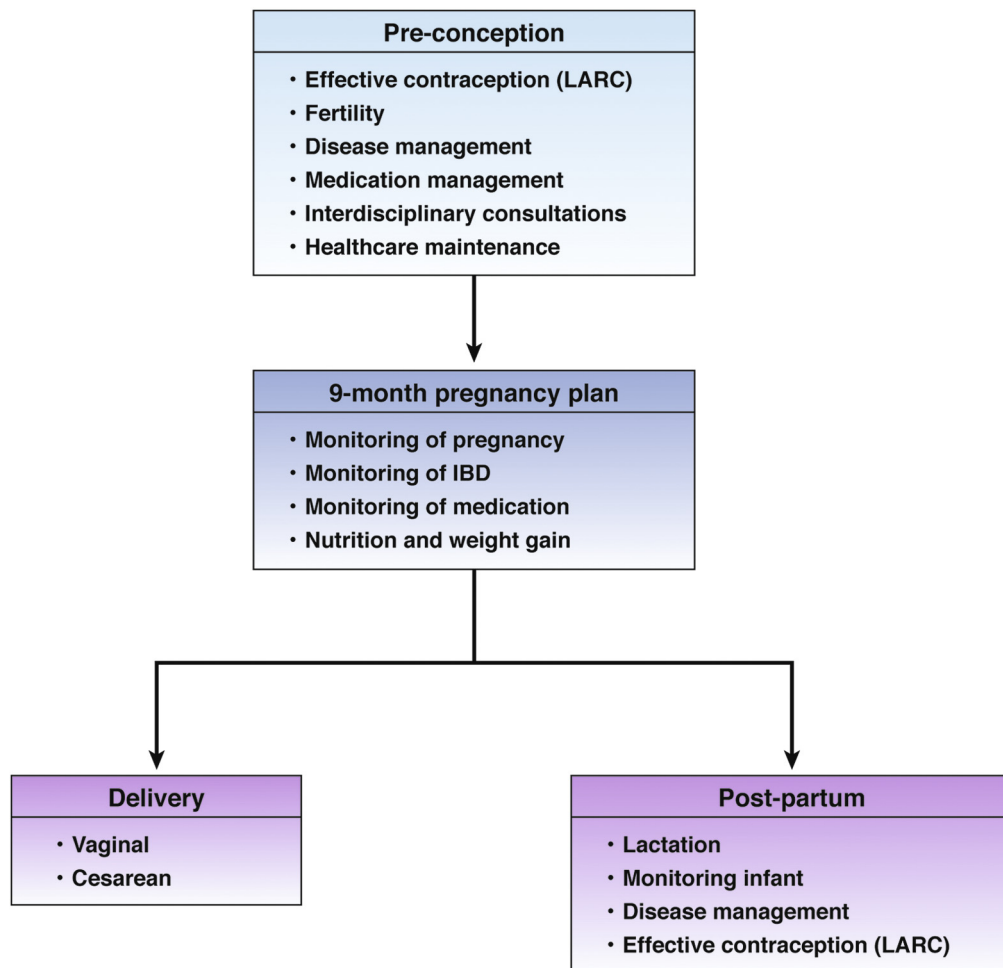 Pre-conception
· Effective contraception (LARC)
· Fertility
· Disease management
· Medication management
· Interdisciplinary consultations
· Healthcare maintenance
9-month pregnancy plan
· Monitoring of pregnancy
· Monitoring of IBD
· Monitoring of medication
· Nutrition and weight gain
Delivery
· Vaginal
· Cesarean
Post-partum
· Lactation
· Monitoring infant
· Disease management
· Effective contraception (LARC)